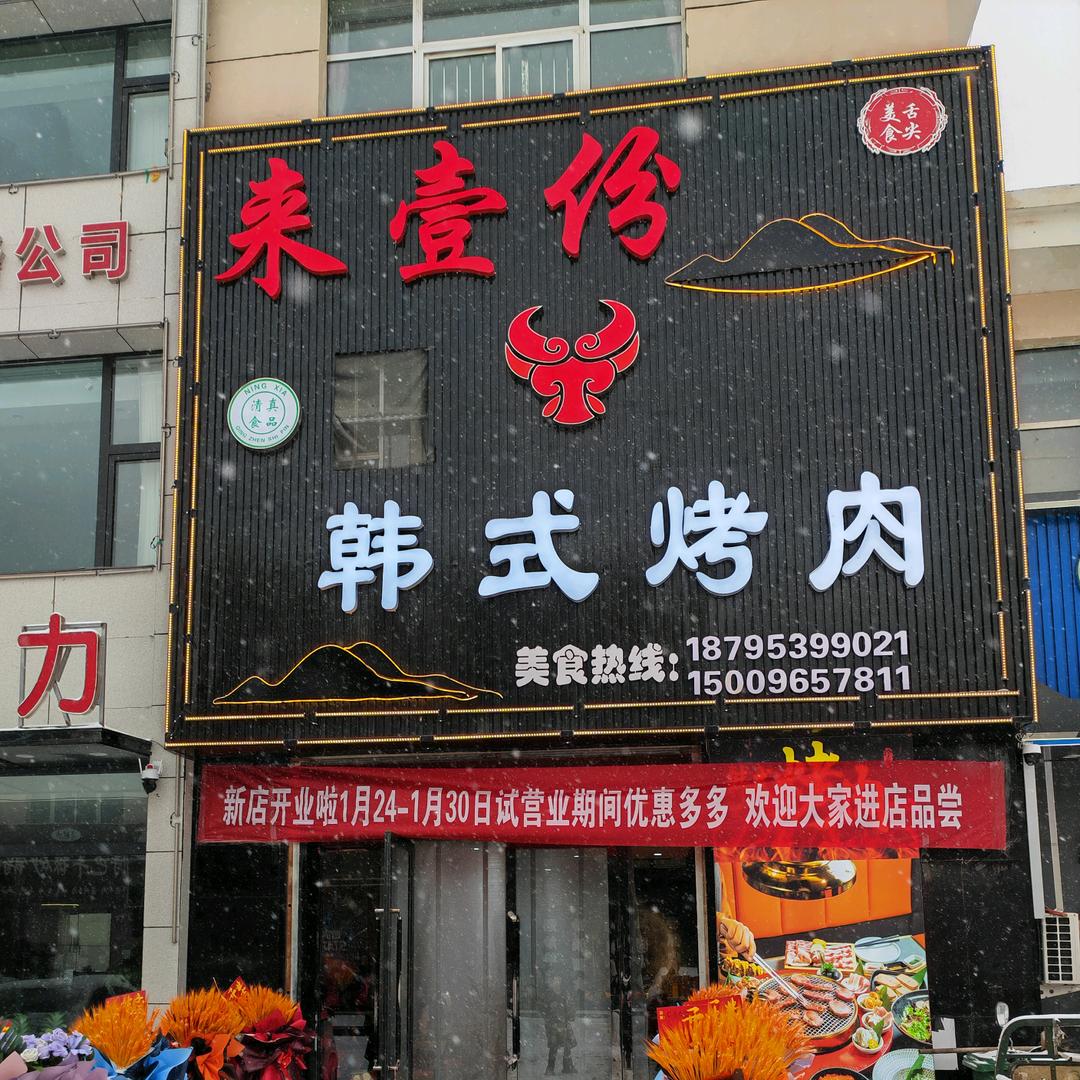 舌尖
美食
来壹份
公司
NING XIA
清真
食品
QING ZHEN SHI PIN
韩式烤肉
力
美食热线:
18795399021
15009657811
新店开业啦1月24-1月30日试营业期间优惠多多 欢迎大家进店品尝